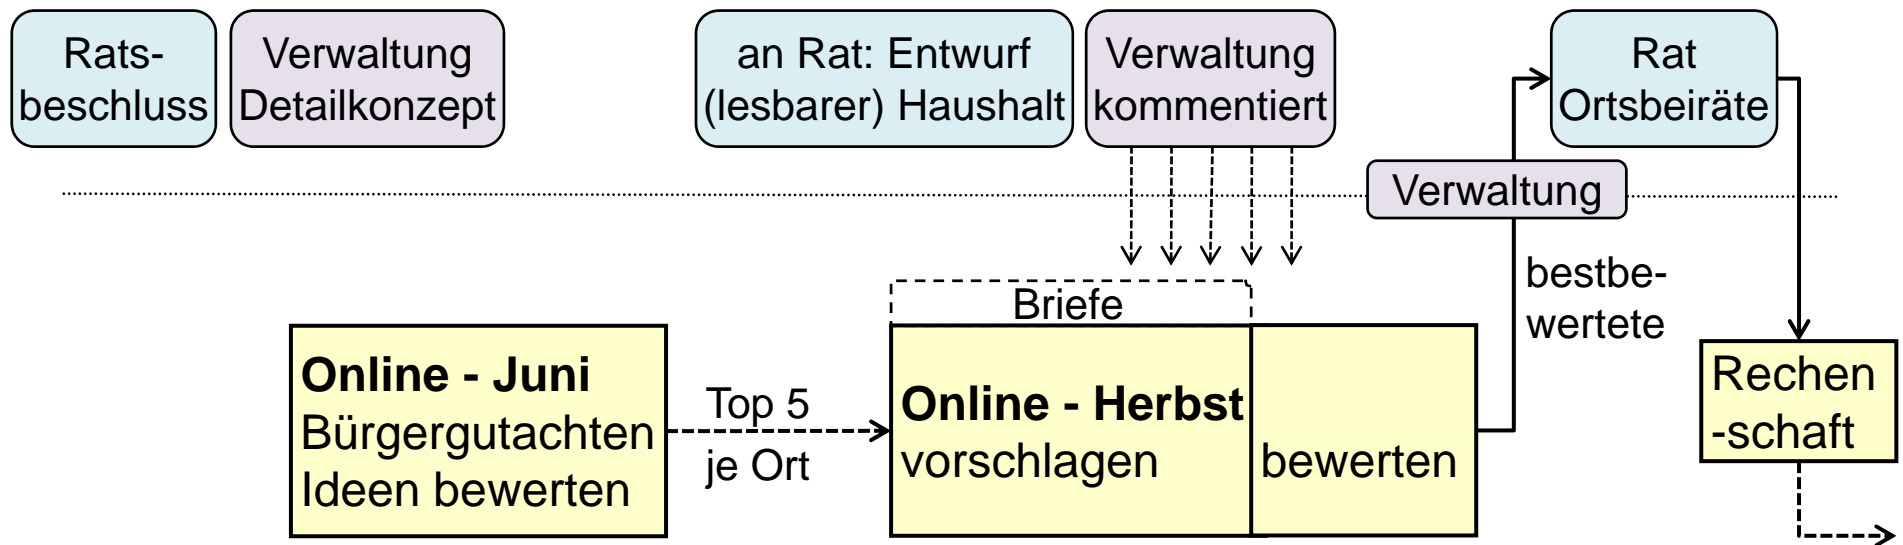 Rats-
beschluss
Verwaltung
Detailkonzept
an Rat: Entwurf
(lesbarer) Haushalt
Verwaltung
kommentiert
Rat
Ortsbeiräte
Verwaltung
bestbe-
wertete
Briefe
Online - Juni
Bürgergutachten
Ideen bewerten
Top 5
je Ort
Online - Herbst
vorschlagen
bewerten
Rechen
-schaft